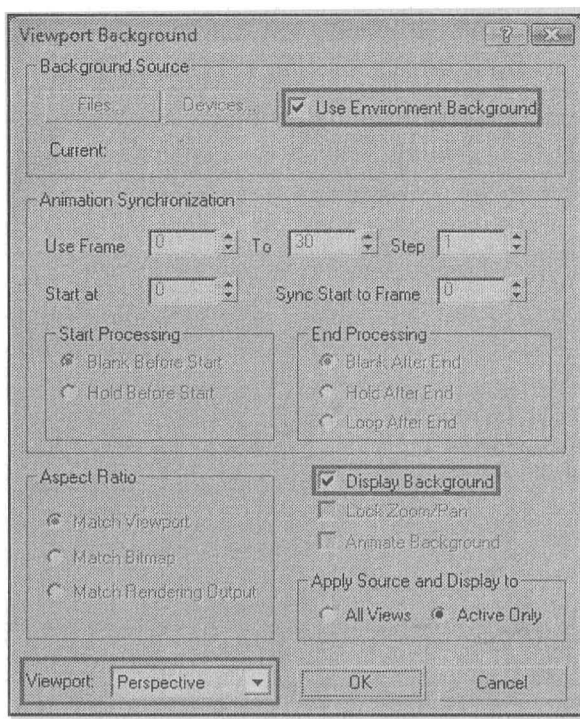 Viewport Background
Background Source
Files... Devices... Use Environment Background
Current:
Animation Synchronization
Use Frame 0 To 30 Step 1
Start at 0 Sync Start to Frame 0
Start Processing
Blank Before Start
Hold Before Start
End Processing
Blank After End
Hold After End
Loop After End
Aspect Ratio
Match Viewport
Match Bitmap
Match Rendering Output
Display Background
Lock Zoom/Pan
Animate Background
Apply Source and Display to
All Views Active Only
Viewport: Perspective OK Cancel